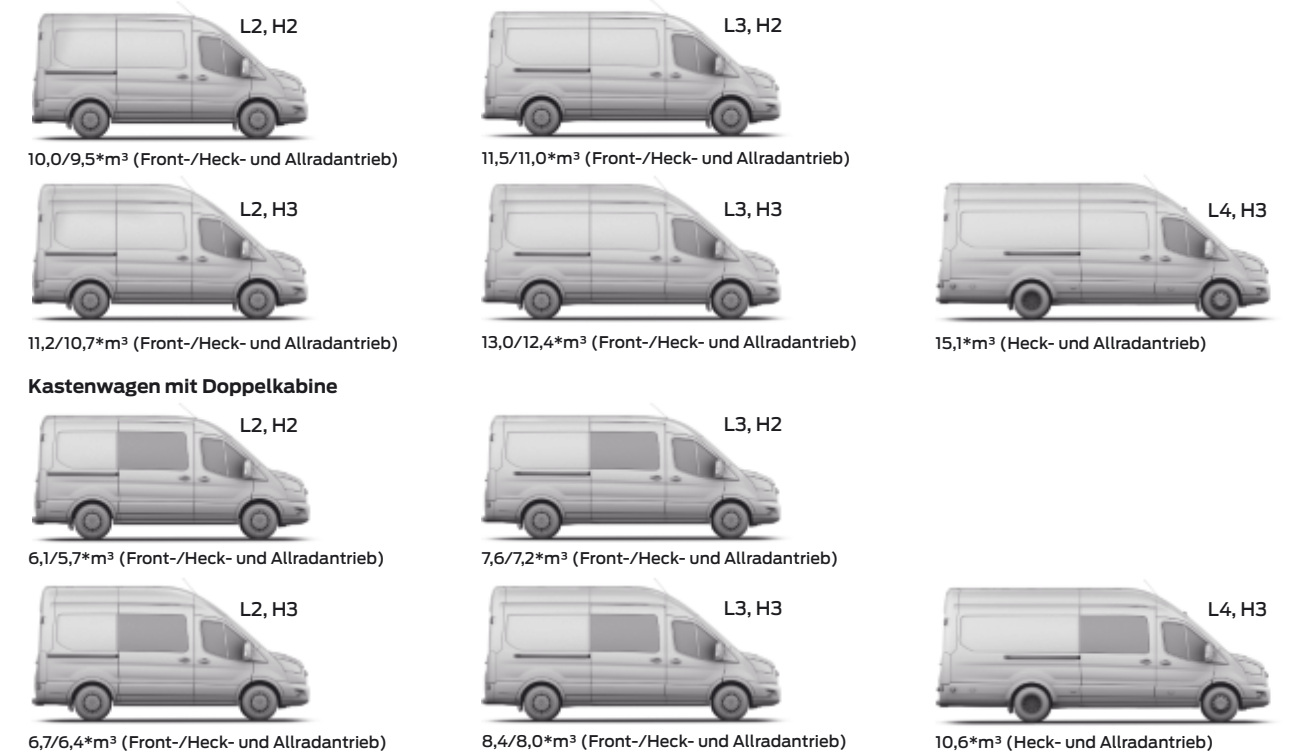 L2, H2
L3, H2
10,0/9,5*m³ (Front-/Heck- und Allradantrieb)
11,5/11,0*m³ (Front-/Heck- und Allradantrieb)
L2, H3
L3, H3
L4, H3
11,2/10,7*m³ (Front-/Heck- und Allradantrieb)
13,0/12,4*m³ (Front-/Heck- und Allradantrieb)
15,1*m³ (Heck- und Allradantrieb)
Kastenwagen mit Doppelkabine
L2, H2
L3, H2
6,1/5,7*m³ (Front-/Heck- und Allradantrieb)
7,6/7,2*m³ (Front-/Heck- und Allradantrieb)
L2, H3
L3, H3
L4, H3
6,7/6,4*m³ (Front-/Heck- und Allradantrieb)
8,4/8,0*m³ (Front-/Heck- und Allradantrieb)
10,6*m³ (Heck- und Allradantrieb)